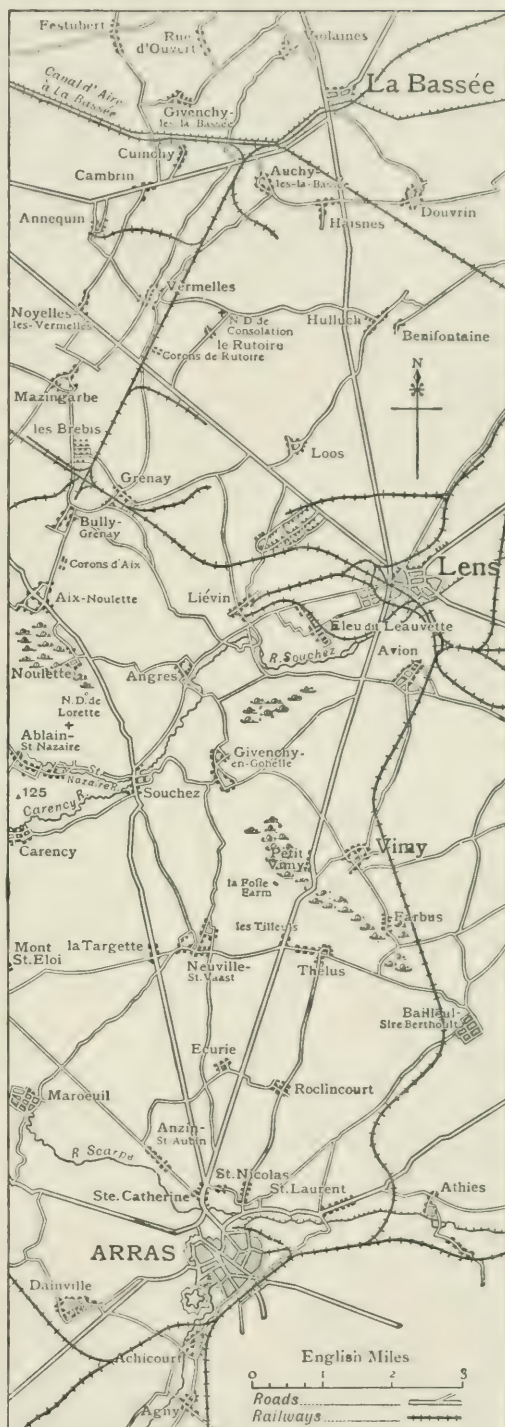 Festubert
Rue
d'Ouvert
Violaines
Canal d'Aire
à La Bassée
La Bassée
Givenchy-
les-la-Bassée
Cuinchy
Cambrin
Auchy-
les-la-Bas
Annequin
Haisnes
Douvrin
Vermelles
Noyelles-
les-Vermelles
N.D. de
Consolation
le Rutoire
Hulluch
Benifontaine
Corons de Rutoire
N
Mazingarbe
les Brebis
Loos
Grenay
Bully-
Grenay
Corons d'Aix
Lens
Aix-Noulette
Liévin
Eleu dit Leauvette
R. Souchez
Avion
Noulette
Angres
N.D. de
Lorette
Ablain-
St Nazaire
St.
Nazaire R.
Givenchy-
en-Gohelle
125
Carency R.
Souchez
Carency
Petit
Vimy
Vimy
la Folie
Farm
Farbus
les Tilleuls
Mont
St. Eloi
la Targette
Neuville-
St. Vaast
Thélus
Bailleul-
Sire Berthoult
Ecurie
Maroeuil
Roclincourt
Anzin-
St Aubin
R Scarpe
St. Nicolas
Ste. Catherine
St. Laurent
Athies
ARRAS
Dainville
Achicourt
English Miles
0 1 2 3
Agny
Roads
Railways